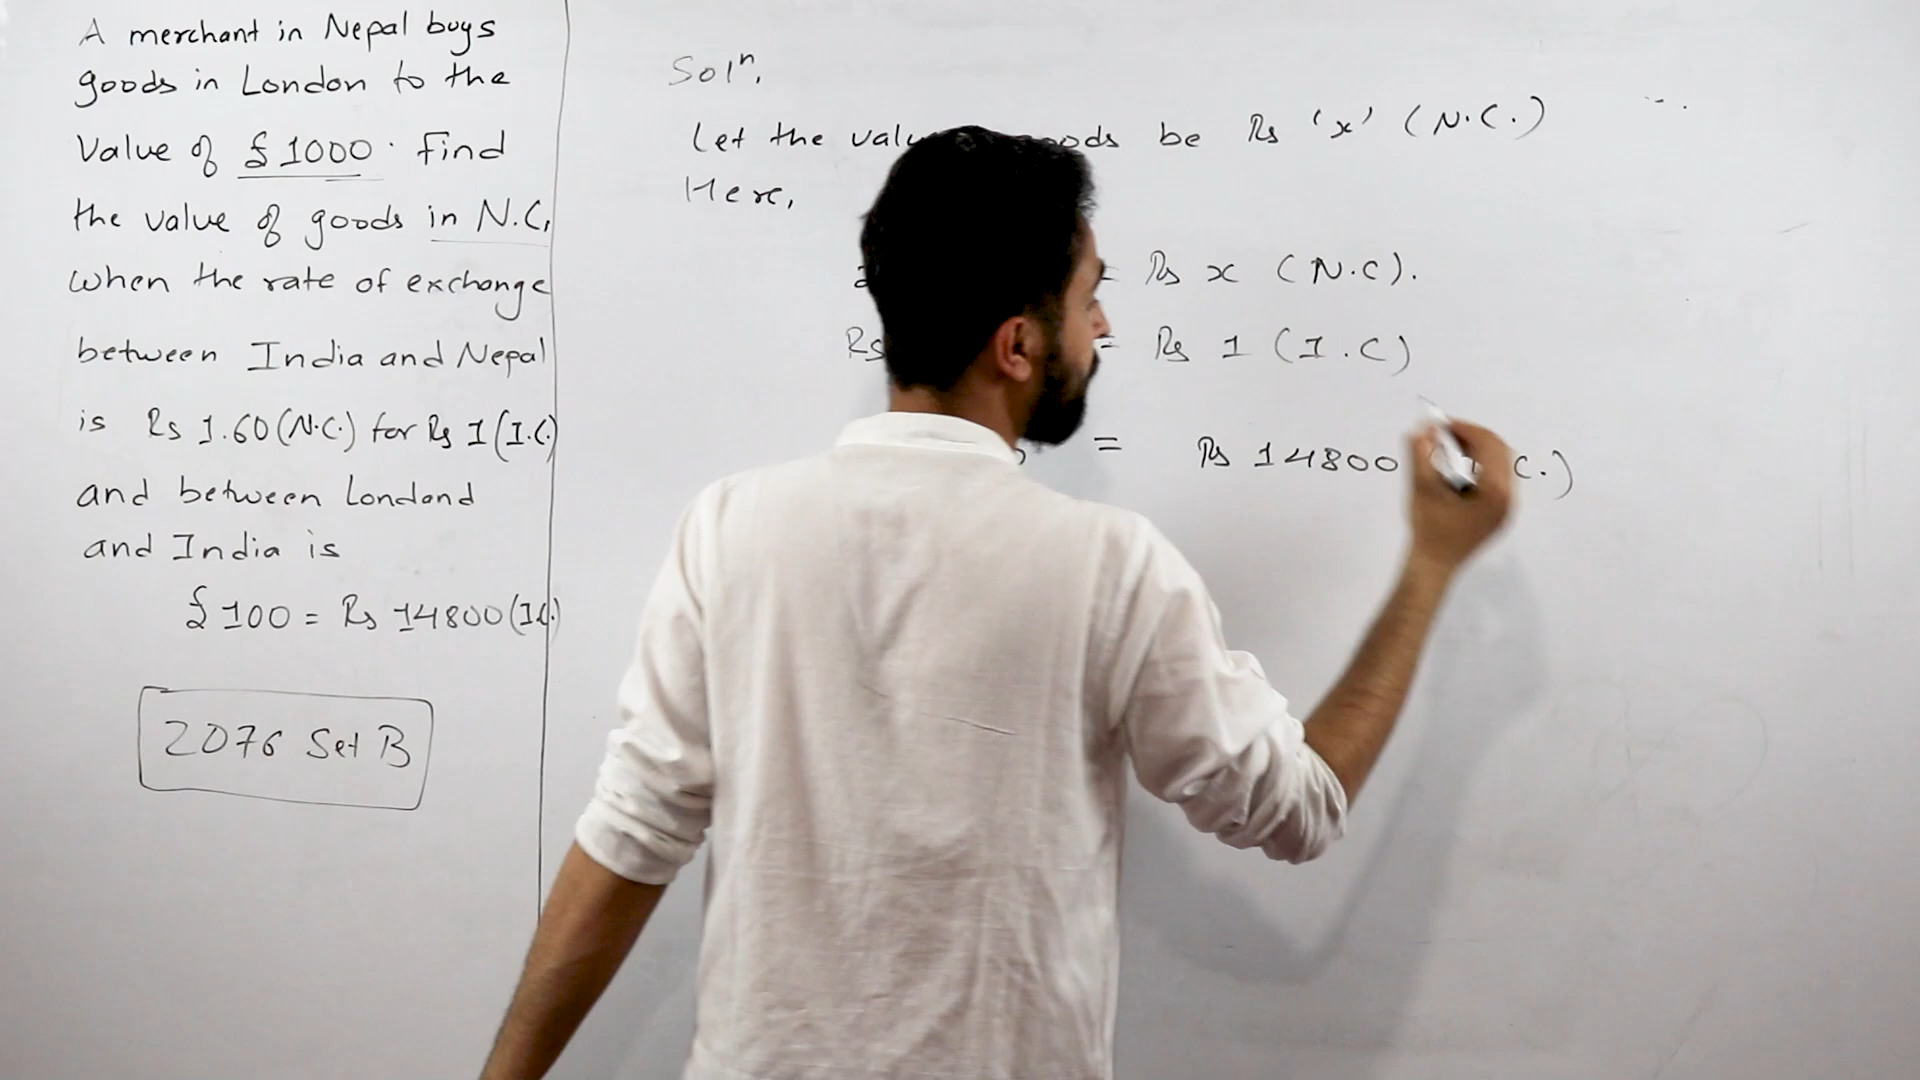 A merchant in Nepal buys
goods in London to the
Value of £ 1000. Find
the value of goods in N.C.
when the rate of exchange
between India and Nepal
is Rs 1.60 (N.C.) for Rs 1 (I.C.)
and between Londond
and India is
£ 100 = Rs 14800 (I.C.)
2076 Set B
Solⁿ,
Let the be Rs 'x' (N.C.)
Here,
= Rs x (N.C).
Rs = Rs 1 (I.C)
= Rs 14800